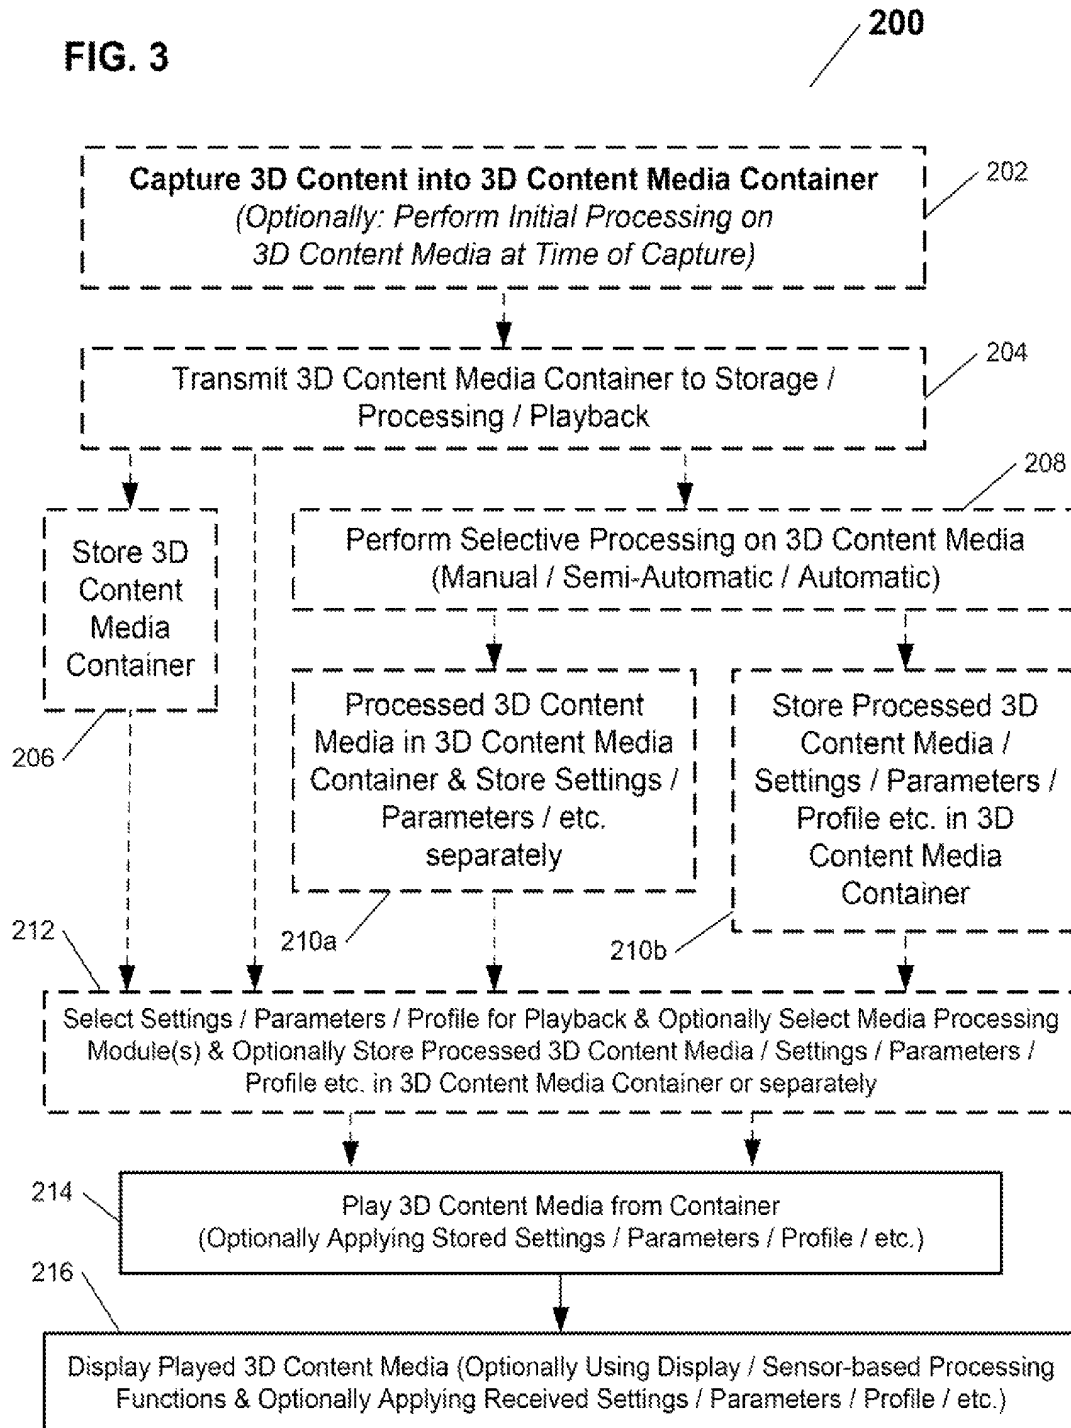 FIG. 3
200
Capture 3D Content into 3D Content Media Container
(Optionally: Perform Initial Processing on
3D Content Media at Time of Capture)
202
Transmit 3D Content Media Container to Storage /
Processing / Playback
204
208
Store 3D
Content
Media
Container
206
Perform Selective Processing on 3D Content Media
(Manual / Semi-Automatic / Automatic)
Processed 3D Content
Media in 3D Content Media
Container & Store Settings /
Parameters / etc.
separately
210a
Store Processed 3D
Content Media /
Settings / Parameters /
Profile etc. in 3D
Content Media
Container
210b
212
Select Settings / Parameters / Profile for Playback & Optionally Select Media Processing
Module(s) & Optionally Store Processed 3D Content Media / Settings / Parameters /
Profile etc. in 3D Content Media Container or separately
214
Play 3D Content Media from Container
(Optionally Applying Stored Settings / Parameters / Profile / etc.)
216
Display Played 3D Content Media (Optionally Using Display / Sensor-based Processing
Functions & Optionally Applying Received Settings / Parameters / Profile / etc.)